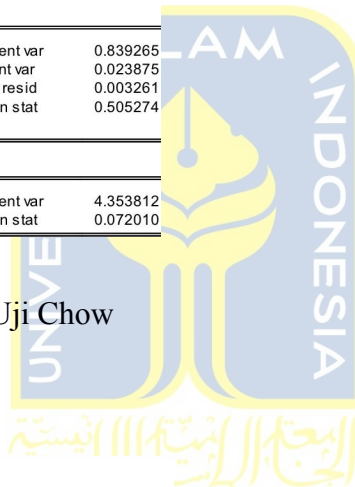 ent var 0.839265
nt var 0.023875
resid 0.003261
n stat 0.505274
ent var 4.353812
n stat 0.072010
Uji Chow
LAM
INDONESIA
UNIVE